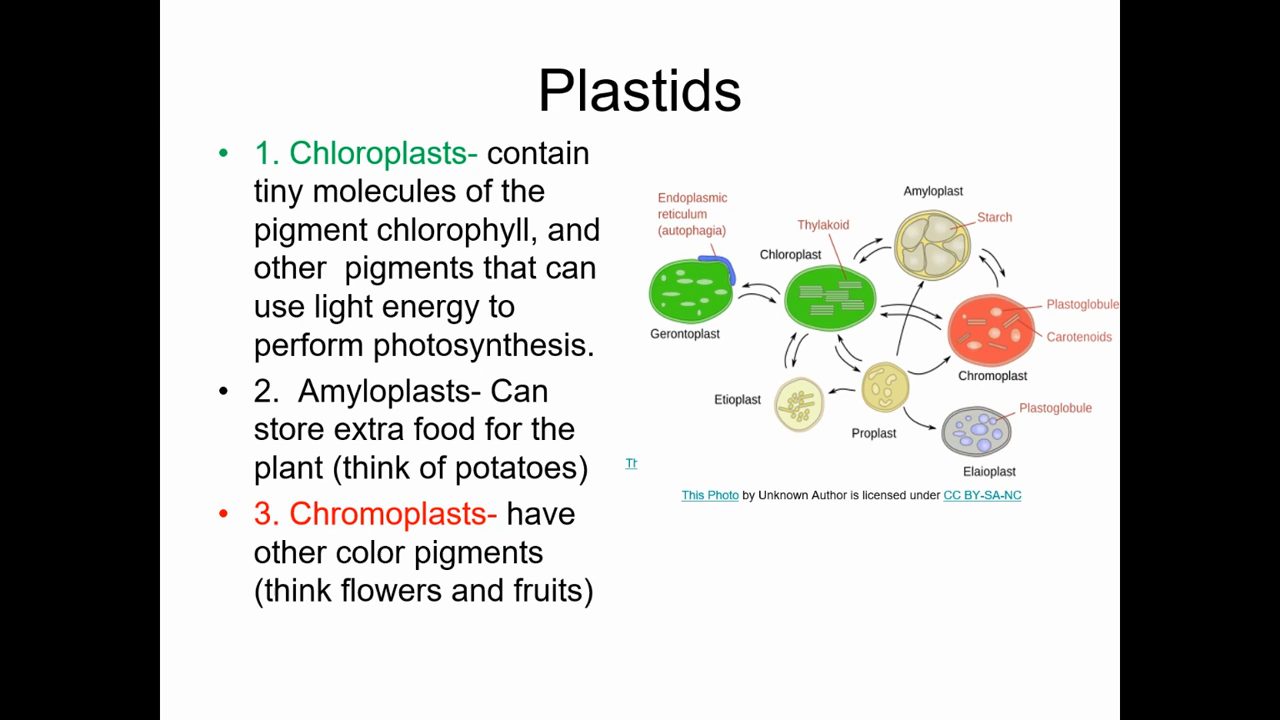 Plastids
• 1. Chloroplasts- contain
tiny molecules of the
pigment chlorophyll, and
other  pigments that can
use light energy to
perform photosynthesis.
• 2.  Amyloplasts- Can
store extra food for the
plant (think of potatoes)
• 3. Chromoplasts- have
other color pigments
(think flowers and fruits)
Amyloplast
Starch
Endoplasmic
reticulum
(autophagia)
Thylakoid
Chloroplast
Gerontoplast
Plastoglobule
Carotenoids
Chromoplast
Etioplast
Proplast
Plastoglobule
Elaioplast
Th
This Photo by Unknown Author is licensed under CC BY-SA-NC